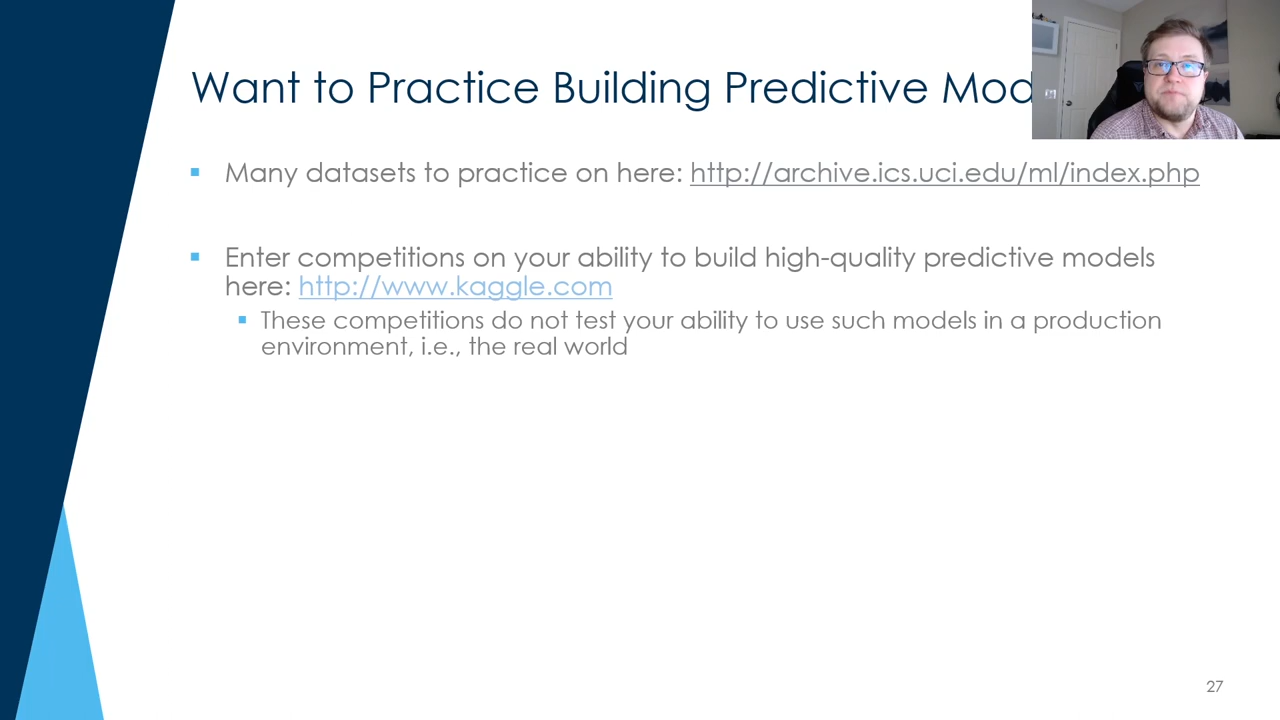 Want to Practice Building Predictive
Many datasets to practice on here: http://archive.ics.uci.edu/ml/index.php
Enter competitions on your ability to build high-quality predictive models
here: http://www.kaggle.com
These competitions do not test your ability to use such models in a production
environment, i.e., the real world
27